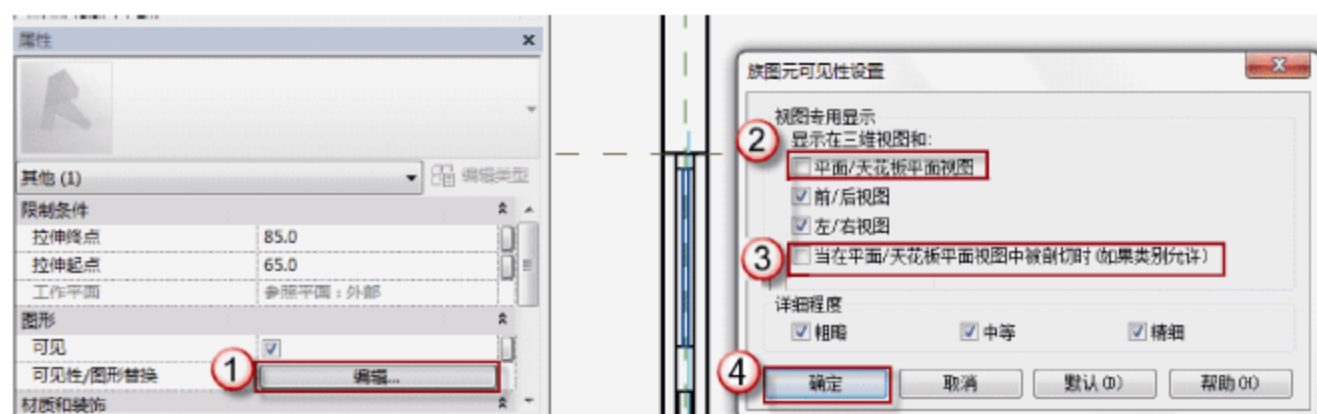 属性
其他 (1)
编辑类型
限制条件
拉伸终点
85.0
拉伸起点
65.0
工作平面
参照平面：外部
图形
可见
可见性/图形替换
1
编辑...
材质和装饰
族图元可见性设置
视图专用显示
2
显示在三维视图和:
平面/天花板平面视图
前/后视图
左/右视图
3
当在平面/天花板平面视图中被剖切时(如果类别允许)
详细程度
粗略
中等
精细
4
确定
取消
默认(D)
帮助(H)